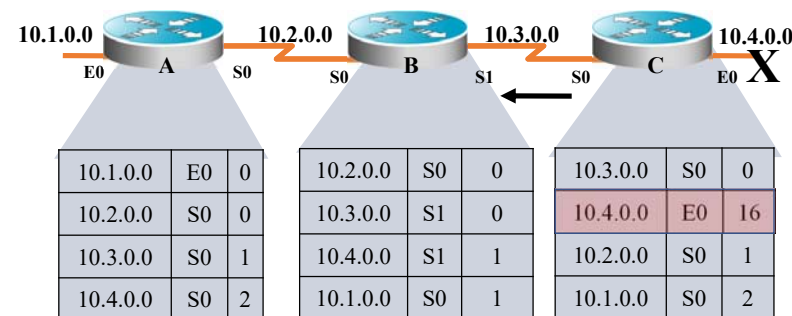 10.1.0.0 10.2.0.0 10.3.0.0 10.4.0.0
E0 A S0 S0 B S1 S0 C E0 X
10.1.0.0 E0 0
10.2.0.0 S0 0
10.3.0.0 S0 1
10.4.0.0 S0 2
10.2.0.0 S0 0
10.3.0.0 S1 0
10.4.0.0 S1 1
10.1.0.0 S0 1
10.3.0.0 S0 0
10.4.0.0 E0 16
10.2.0.0 S0 1
10.1.0.0 S0 2